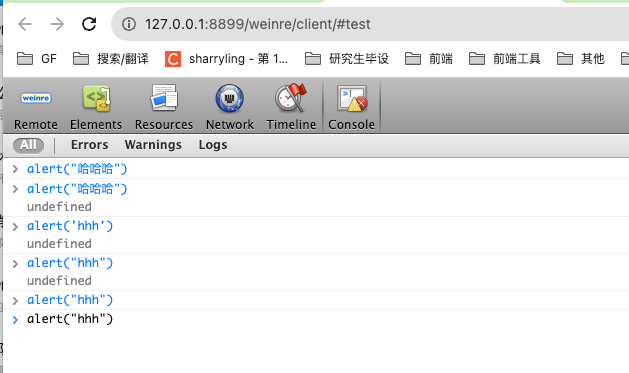 127.0.0.1:8899/weinre/client/#test
GF 搜索/翻译 sharryling - 第 1... 研究生毕设 前端 前端工具 其他
weinre
Remote Elements Resources Network Timeline Console
All Errors Warnings Logs
> alert("哈哈哈")
> alert("哈哈哈")
undefined
> alert('hhh')
undefined
> alert("hhh")
undefined
> alert("hhh")
> alert("hhh")